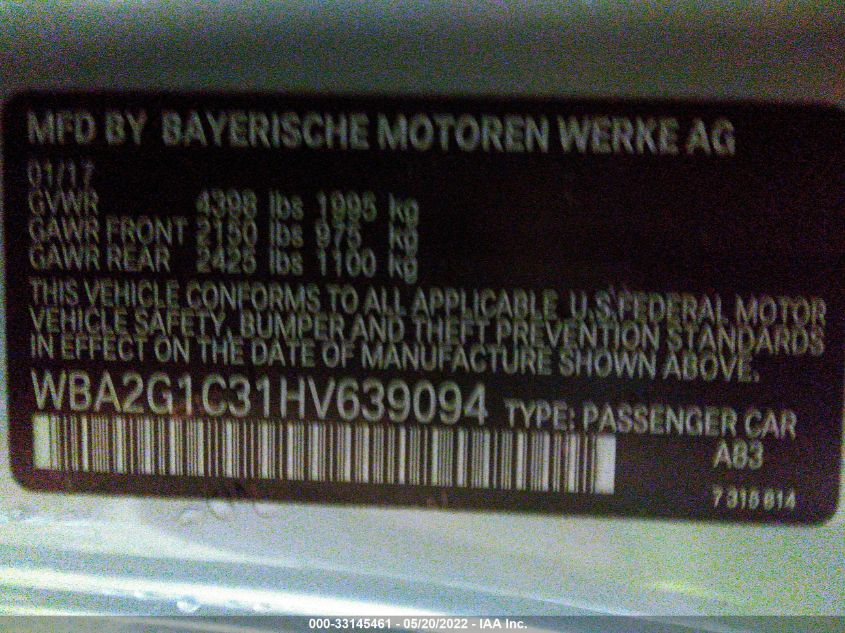 MFD BY BAYERISCHE MOTOREN WERKE AG
01/17
GVWR 4398 lbs 1995 kg
GAWR FRONT 2150 lbs 975 kg
GAWR REAR 2425 lbs 1100 kg
THIS VEHICLE CONFORMS TO ALL APPLICABLE U.S.FEDERAL MOTOR
VEHICLE SAFETY, BUMPER AND THEFT PREVENTION STANDARDS
IN EFFECT ON THE DATE OF MANUFACTURE SHOWN ABOVE.
WBA2G1C31HV639094 TYPE: PASSENGER CAR
A83
7 315 814
000-33145461 - 05/20/2022 - IAA Inc.